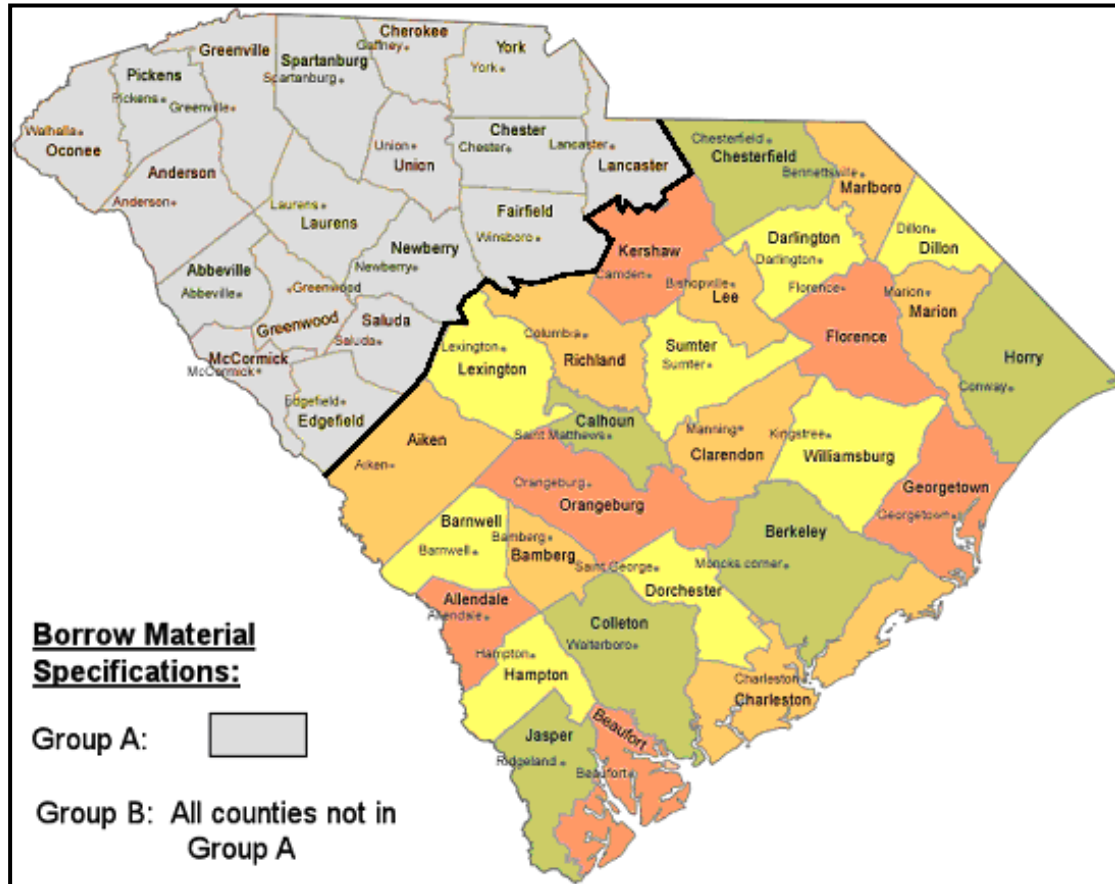 Cherokee
Gaffney
York
York
Greenville
Spartanburg
Spartanburg
Pickens
Pickens
Greenville
Walhalla
Oconee
Union
Union
Chester
Chester
Lancaster
Lancaster
Chesterfield
Chesterfield
Bennettsville
Marlboro
Anderson
Anderson
Laurens
Laurens
Fairfield
Winsboro
Newberry
Newberry
Kershaw
Camden
Darlington
Darlington
Dillon
Dillon
Abbeville
Abbeville
Greenwood
Greenwood
Saluda
Saluda
Bishopville
Lee
Florence
Florence
Marion
Marion
McCormick
McCormick
Columbia
Richland
Lexington
Lexington
Sumter
Sumter
Horry
Conway
Edgefield
Edgefield
Aiken
Aiken
Calhoun
Saint Matthews
Manning
Clarendon
Kingstree
Williamsburg
Orangeburg
Orangeburg
Georgetown
Georgetown
Barnwell
Barnwell
Bamberg
Bamberg
Saint George
Dorchester
Berkeley
Moncks corner
Allendale
Allendale
Colleton
Walterboro
Hampton
Hampton
Charleston
Charleston
Jasper
Ridgeland
Beaufort
Beaufort
Borrow Material
Specifications:
Group A:
Group B: All counties not in
Group A